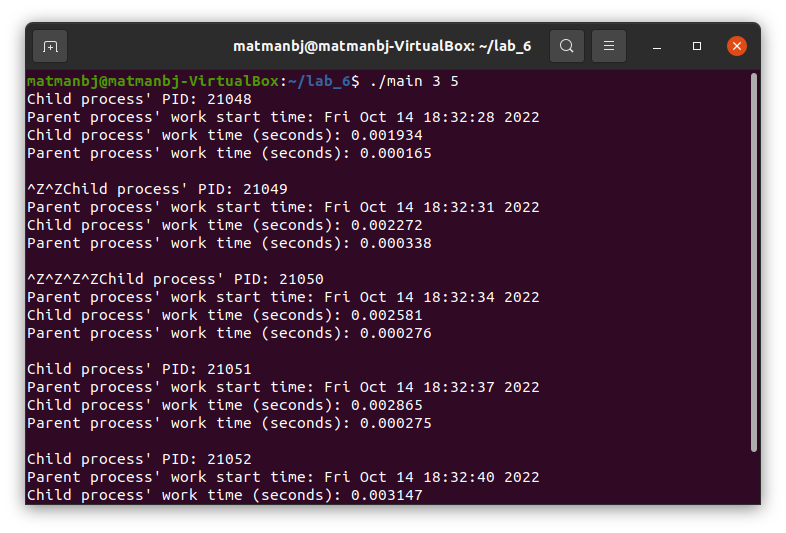 matmanbj@matmanbj-VirtualBox: ~/lab_6
matmanbj@matmanbj-VirtualBox:~/lab_6$ ./main 3 5
Child process' PID: 21048
Parent process' work start time: Fri Oct 14 18:32:28 2022
Child process' work time (seconds): 0.001934
Parent process' work time (seconds): 0.000165
^Z^ZChild process' PID: 21049
Parent process' work start time: Fri Oct 14 18:32:31 2022
Child process' work time (seconds): 0.002272
Parent process' work time (seconds): 0.000338
^Z^Z^Z^ZChild process' PID: 21050
Parent process' work start time: Fri Oct 14 18:32:34 2022
Child process' work time (seconds): 0.002581
Parent process' work time (seconds): 0.000276
Child process' PID: 21051
Parent process' work start time: Fri Oct 14 18:32:37 2022
Child process' work time (seconds): 0.002865
Parent process' work time (seconds): 0.000275
Child process' PID: 21052
Parent process' work start time: Fri Oct 14 18:32:40 2022
Child process' work time (seconds): 0.003147